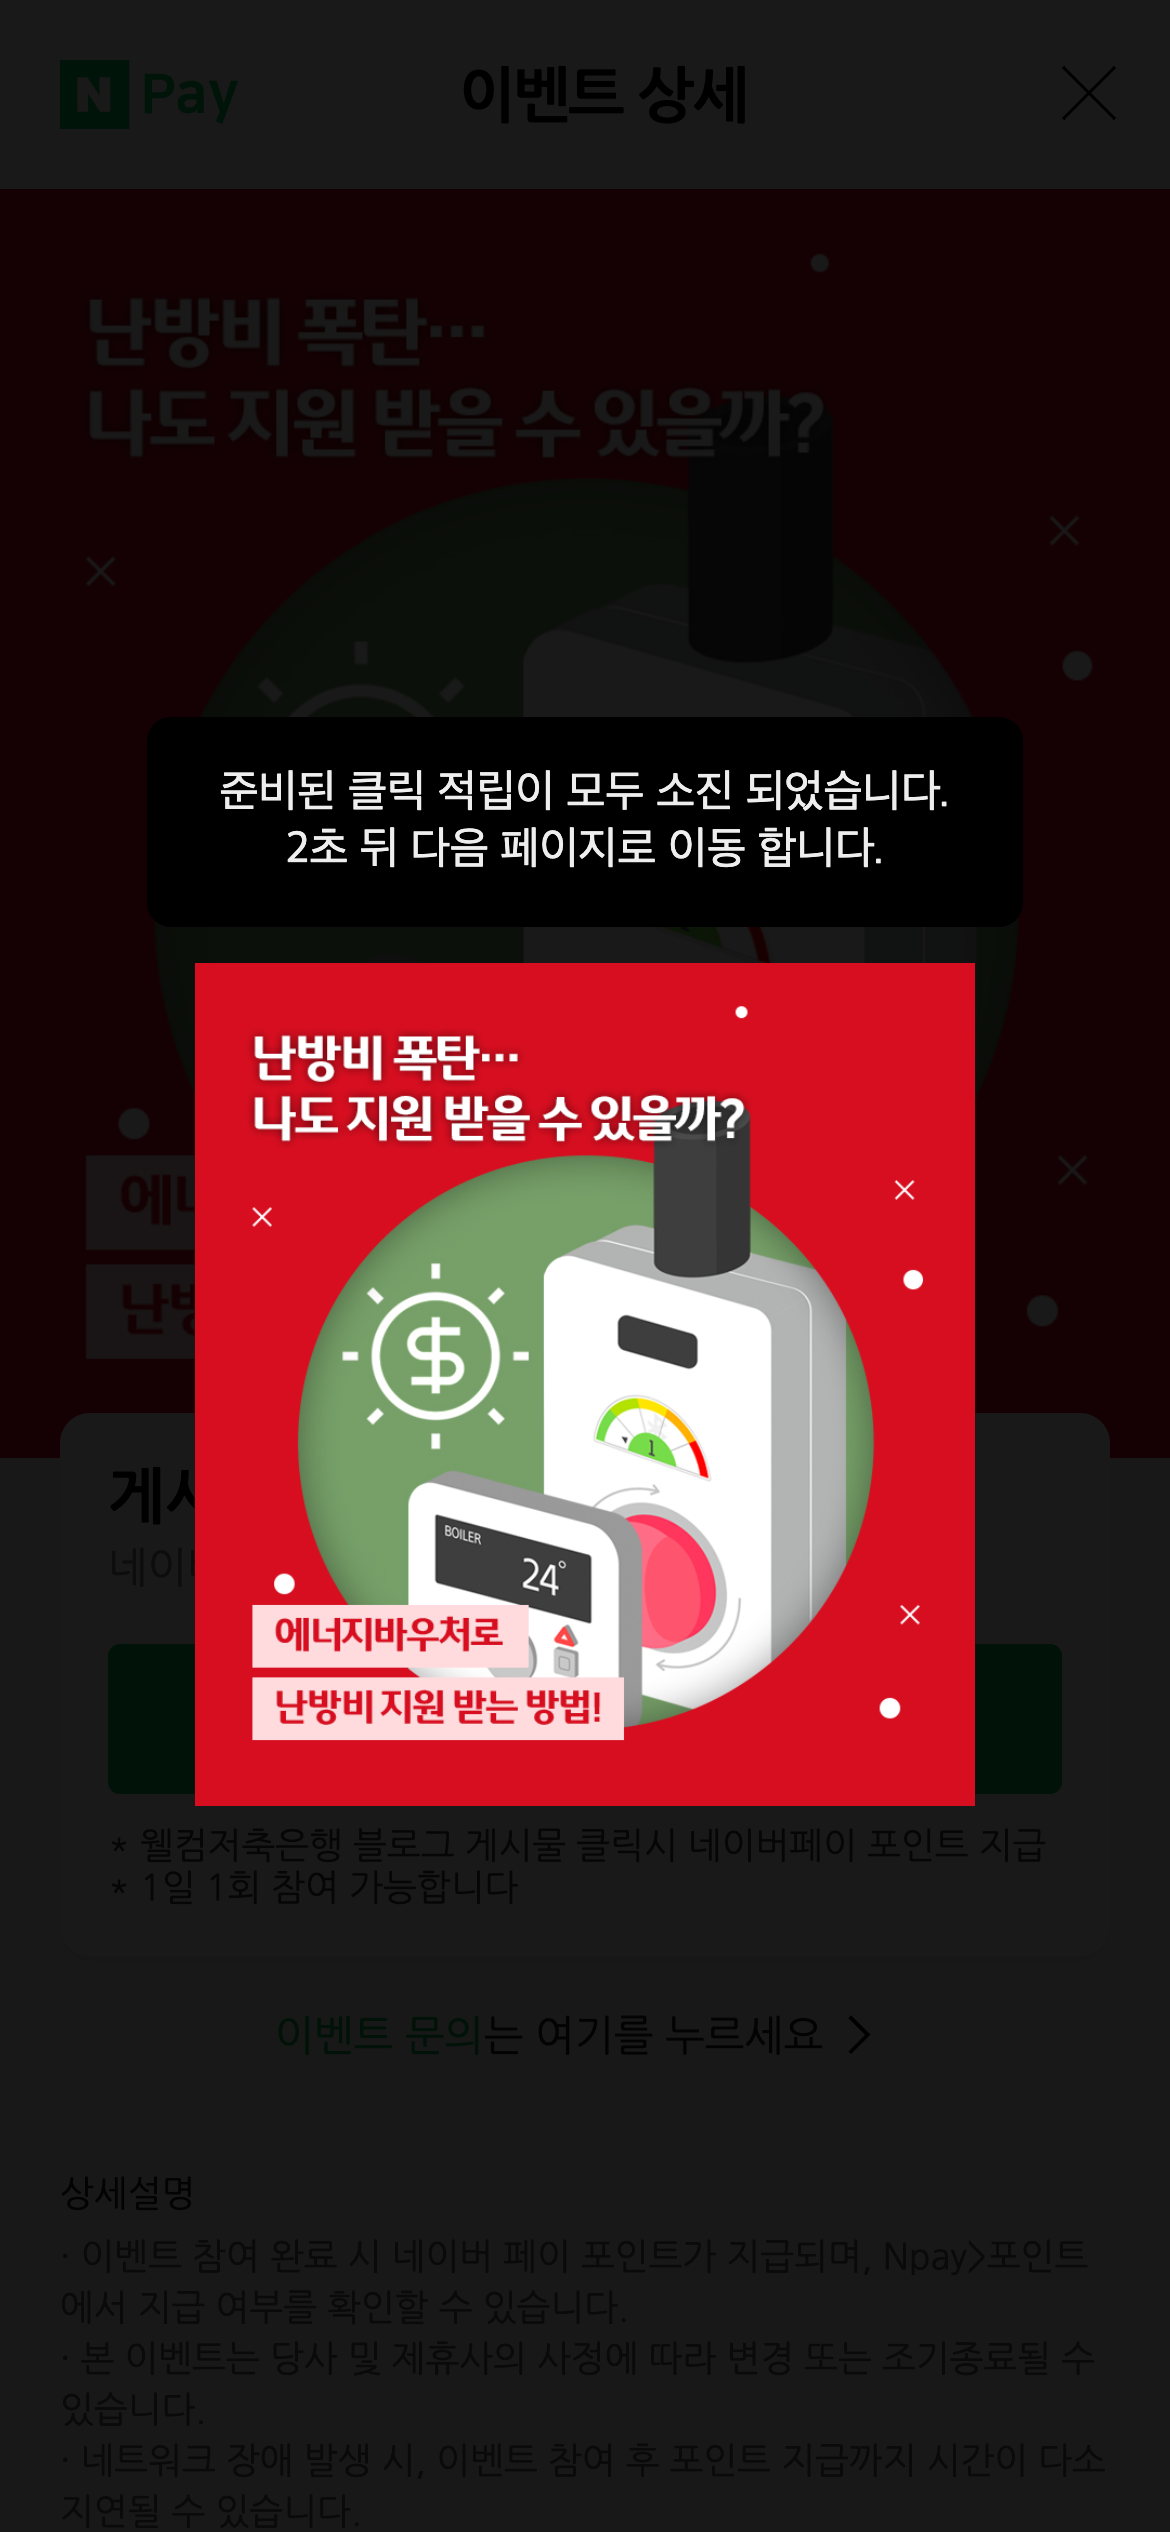 N Pay
이벤트 상세
난방비 폭탄...
나도 지원 받을 수 있을까?
준비된 클릭 적립이 모두 소진 되었습니다.
2초 뒤 다음 페이지로 이동 합니다.
난방비 폭탄...
나도 지원 받을 수 있을까?
BOILER
24°
에너지바우처로
난방비 지원 받는 방법!
* 웰컴저축은행 블로그 게시물 클릭시 네이버페이 포인트 지급
* 1일 1회 참여 가능합니다
이벤트 문의는 여기를 누르세요 >
상세설명
· 이벤트 참여 완료 시 네이버 페이 포인트가 지급되며, Npay>포인트
에서 지급 여부를 확인할 수 있습니다.
· 본 이벤트는 당사 및 제휴사의 사정에 따라 변경 또는 조기종료될 수
있습니다.
· 네트워크 장애 발생 시, 이벤트 참여 후 포인트 지급까지 시간이 다소
지연될 수 있습니다.